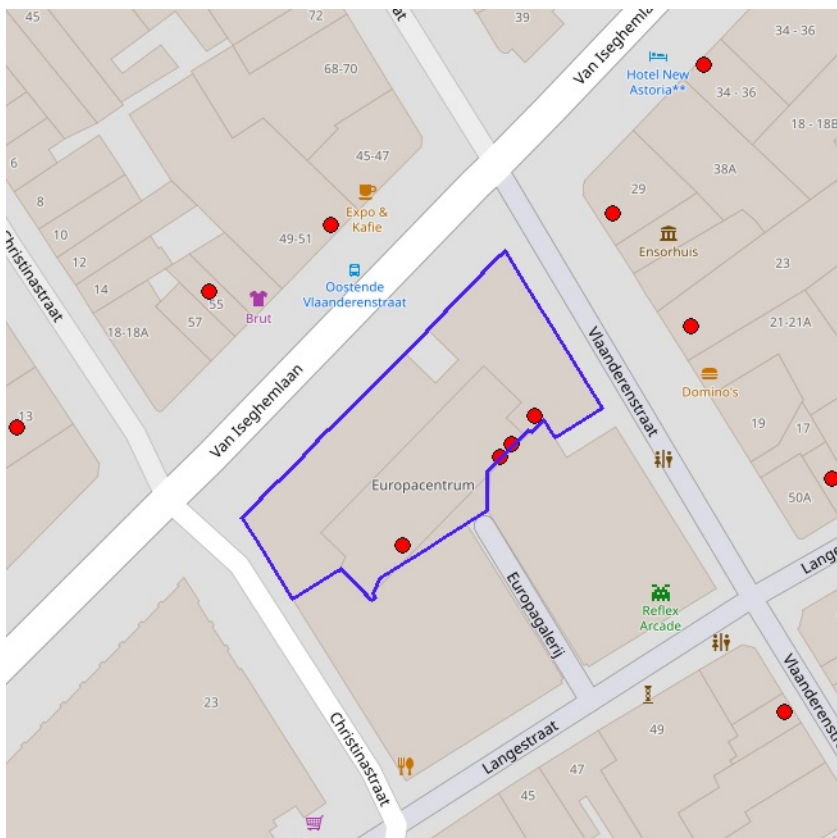 45
72
39
34 - 36
Van Iseghemlaan
68-70
Hotel New
Astoria**
34 - 36
18 - 18B
45-47
6
38A
8
29
Expo &
Kafie
10
49-51
Ensorhuis
Christinastraat
12
23
14
Oostende
Vlaanderenstraat
55
57
Brut
18-18A
21-21A
Vlaanderenstraat
Domino's
Van Iseghemlaan
13
19
17
Europacentrum
50A
Europagalerij
Reflex
Arcade
23
Christinastraat
Langestraat
49
47
45